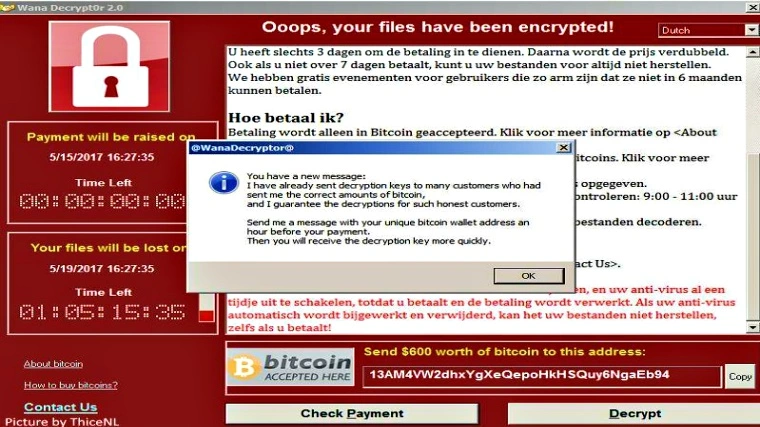 Wana Decrypt0r 2.0
Ooops, your files have been encrypted!
Dutch
U heeft slechts 3 dagen om de betaling in te dienen. Daarna wordt de prijs verdubbeld.
Ook als u niet over 7 dagen betaalt, kunt u uw bestanden voor altijd niet herstellen.
We hebben gratis evenementen voor gebruikers die zo arm zijn dat ze niet in 6 maanden
kunnen betalen.
Hoe betaal ik?
Betaling wordt alleen in Bitcoin geaccepteerd. Klik voor meer informatie op <About
itcoins. Klik voor meer
s opgegeven.
ontroleren: 9:00 - 11:00 uur
bestanden decoderen.
act Us>.
en, en uw anti-virus al een
tijdje uit te schakelen, totdat u betaalt en de betaling wordt verwerkt. Als uw anti-virus
automatisch wordt bijgewerkt en verwijderd, kan het uw bestanden niet herstellen,
zelfs als u betaalt!
Payment will be raised on
5/15/2017 16:27:35
Time Left
00:00:00:00
Your files will be lost on
5/19/2017 16:27:35
Time Left
01:05:15:35
@WanaDecryptor@
You have a new message:
I have already sent decryption keys to many customers who had
sent me the correct amounts of bitcoin,
and I guarantee the decryptions for such honest customers.
Send me a message with your unique bitcoin wallet address an
hour before your payment.
Then you will receive the decryption key more quickly.
OK
About bitcoin
How to buy bitcoins?
Contact Us
bitcoin
ACCEPTED HERE
Send $600 worth of bitcoin to this address:
13AM4VW2dhxYgXeQepoHkHSQuy6NgaEb94
Copy
Check Payment
Decrypt
Picture by ThiceNL